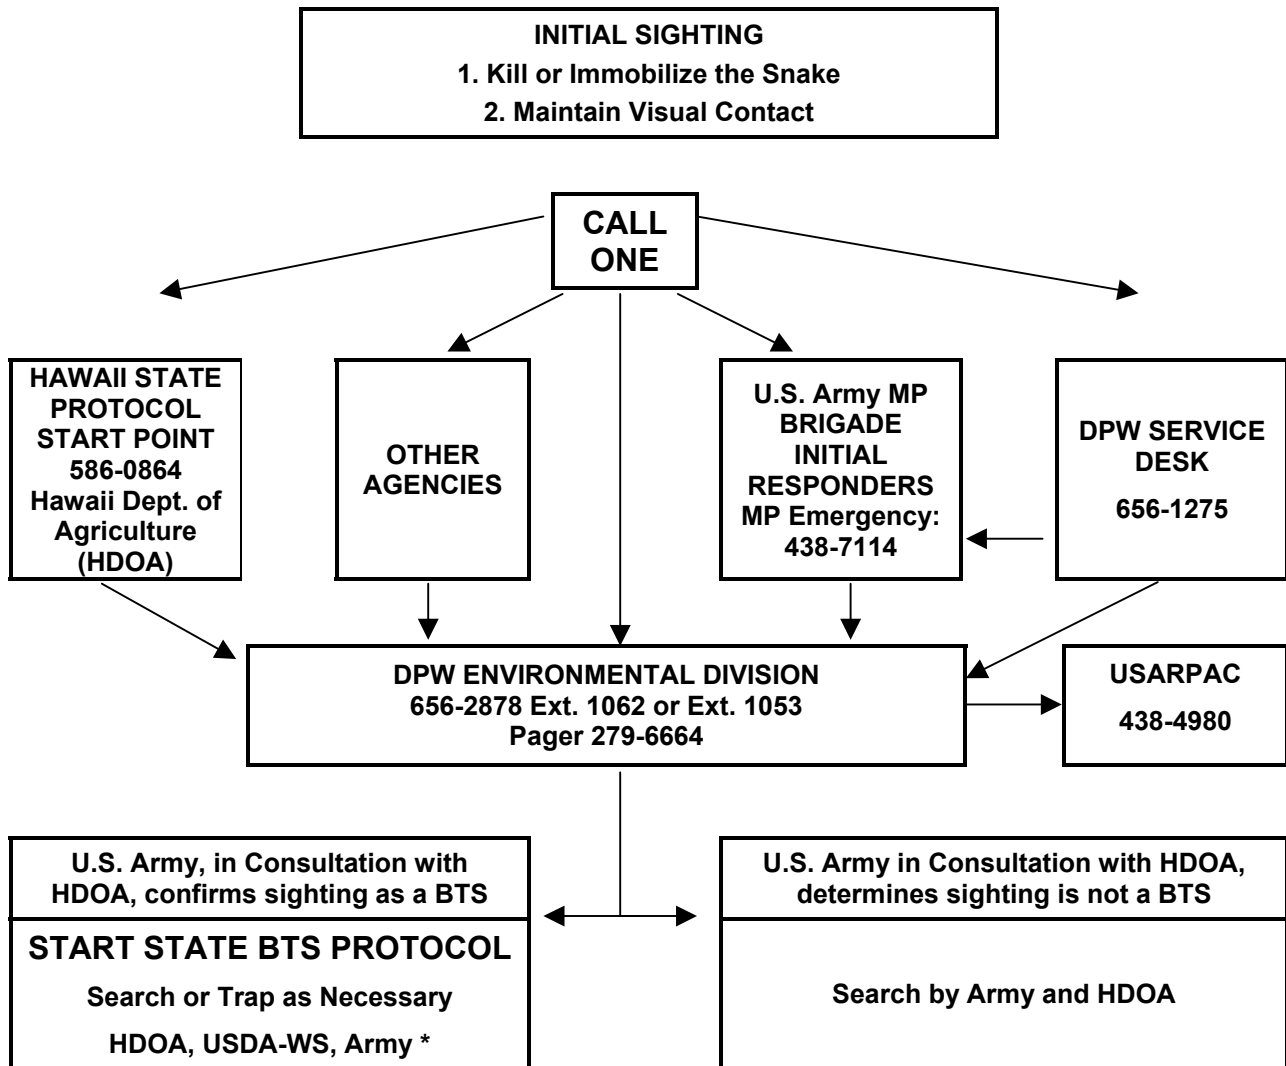 INITIAL SIGHTING
1. Kill or Immobilize the Snake
2. Maintain Visual Contact
CALL
ONE
HAWAII STATE
PROTOCOL
START POINT
586-0864
Hawaii Dept. of
Agriculture
(HDOA)
OTHER
AGENCIES
U.S. Army MP
BRIGADE
INITIAL
RESPONDERS
MP Emergency:
438-7114
DPW SERVICE
DESK
656-1275
DPW ENVIRONMENTAL DIVISION
656-2878 Ext. 1062 or Ext. 1053
Pager 279-6664
USARPAC
438-4980
U.S. Army, in Consultation with
HDOA, confirms sighting as a BTS
START STATE BTS PROTOCOL
Search or Trap as Necessary
HDOA, USDA-WS, Army *
U.S. Army in Consultation with HDOA,
determines sighting is not a BTS
Search by Army and HDOA